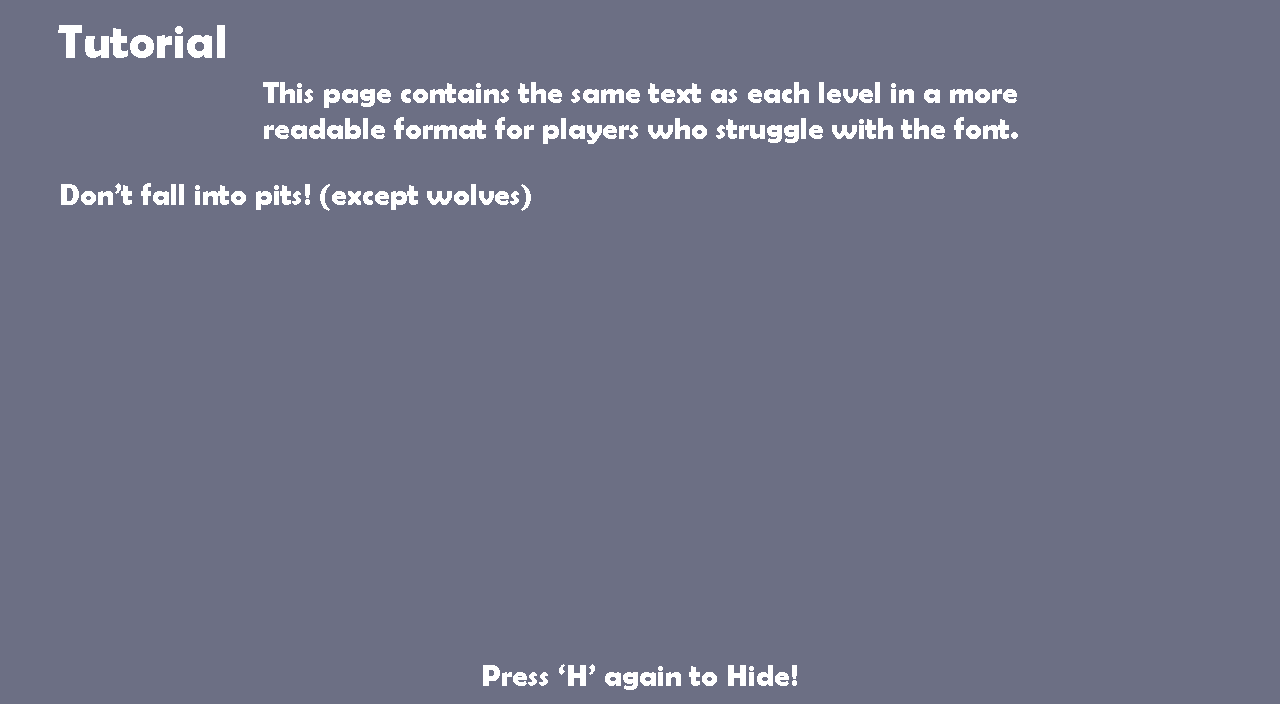 Tutorial
This page contains the same text as each level in a more
readable format for players who struggle with the font.
Don’t fall into pits! (except wolves)
Press ‘H’ again to Hide!